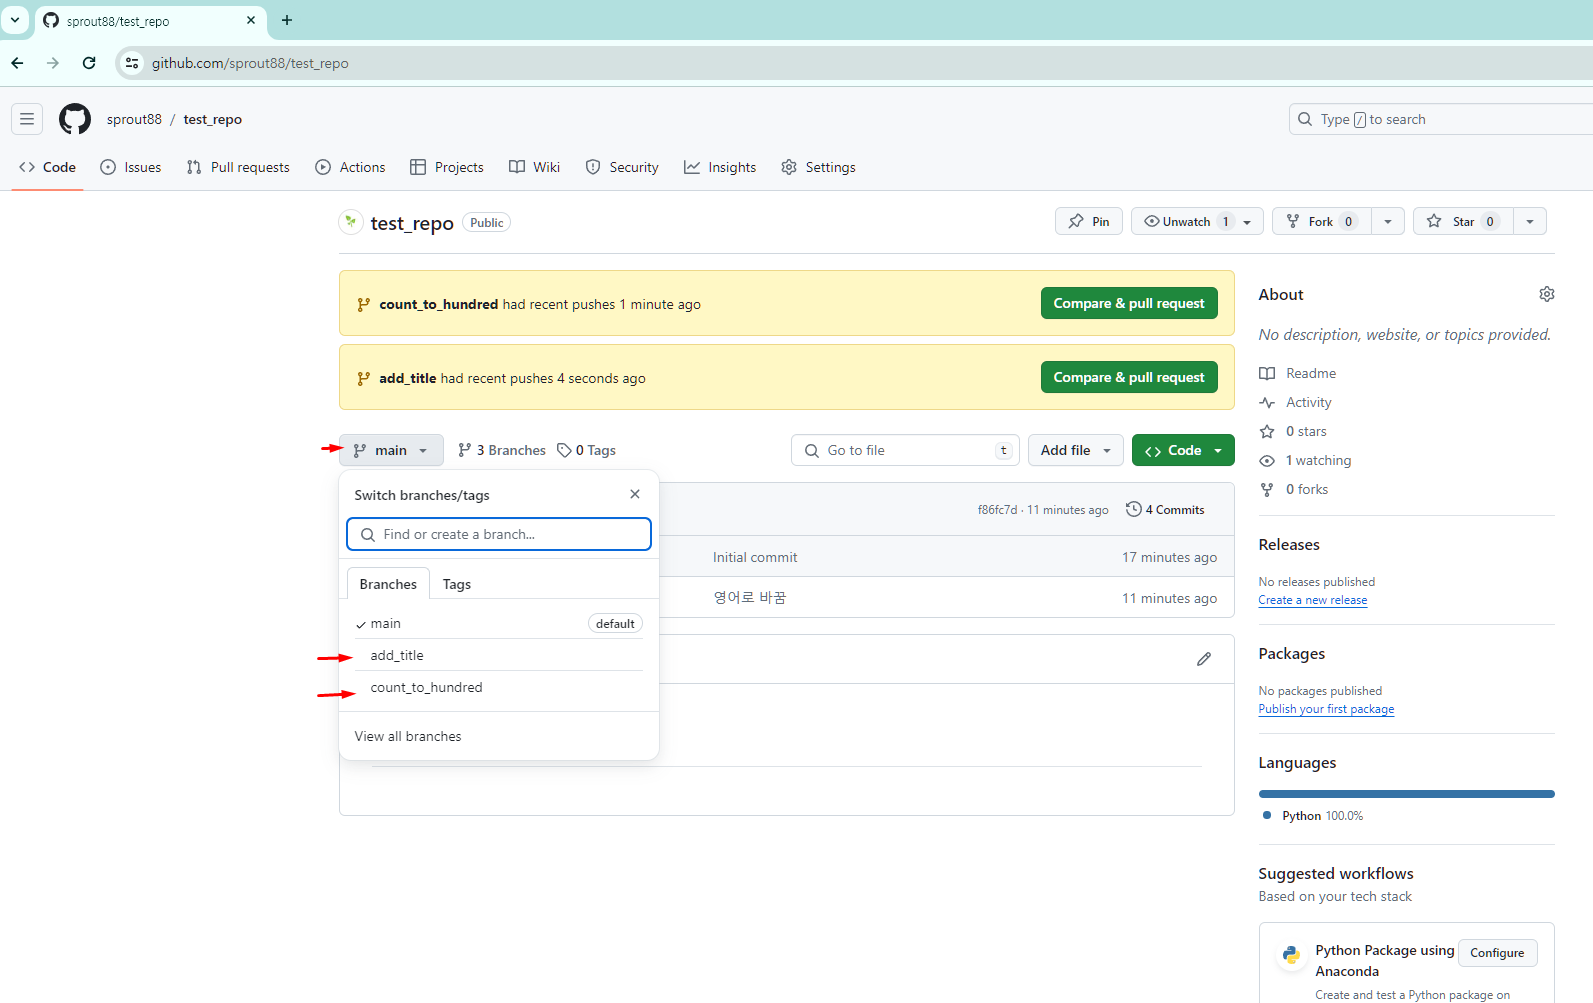 sprout88/test_repo
github.com/sprout88/test_repo
sprout88 / test_repo
Type / to search
Code Issues Pull requests Actions Projects Wiki Security Insights Settings
test_repo Public
Pin Unwatch 1 Fork 0 Star 0
count_to_hundred had recent pushes 1 minute ago
Compare & pull request
add_title had recent pushes 4 seconds ago
Compare & pull request
main 3 Branches 0 Tags
Go to file t Add file Code
Switch branches/tags
Find or create a branch...
Branches Tags
main default
add_title
count_to_hundred
View all branches
f86fc7d · 11 minutes ago 4 Commits
Initial commit 17 minutes ago
영어로 바꿈 11 minutes ago
About
No description, website, or topics provided.
Readme
Activity
0 stars
1 watching
0 forks
Releases
No releases published
Create a new release
Packages
No packages published
Publish your first package
Languages
Python 100.0%
Suggested workflows
Based on your tech stack
Python Package using Configure
Anaconda
Create and test a Python package on